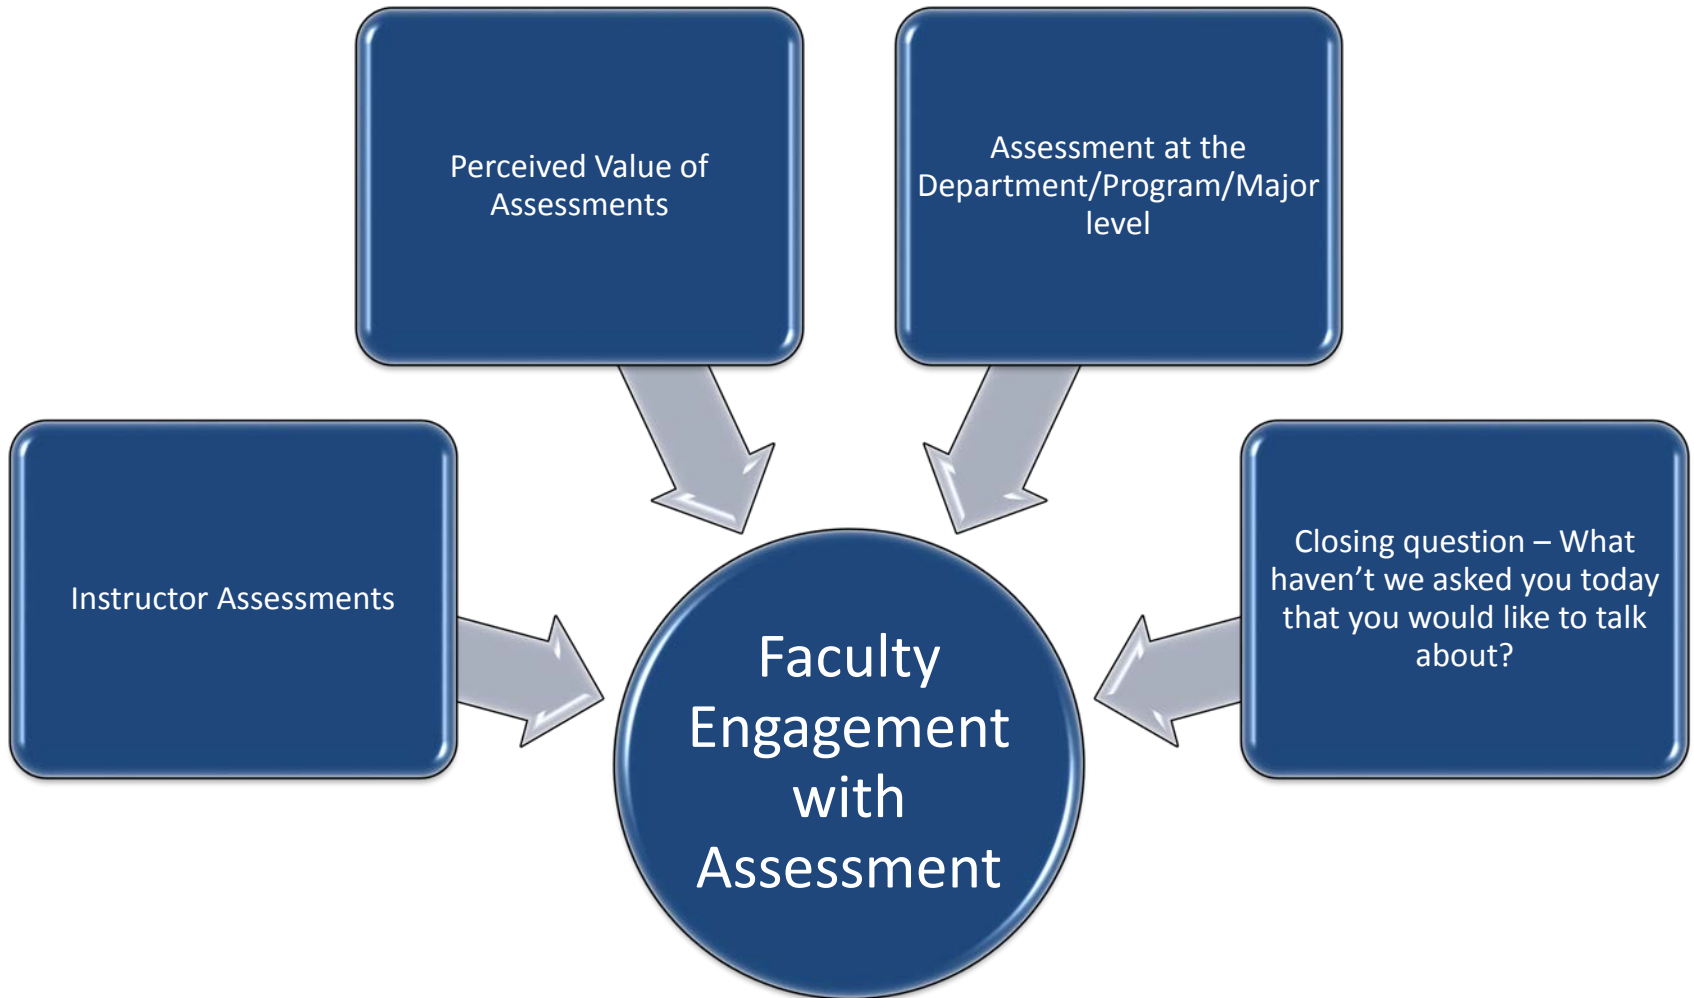 Perceived Value of
Assessments
Assessment at the
Department/Program/Major
level
Instructor Assessments
Closing question – What
haven’t we asked you today
that you would like to talk
about?
Faculty
Engagement
with
Assessment